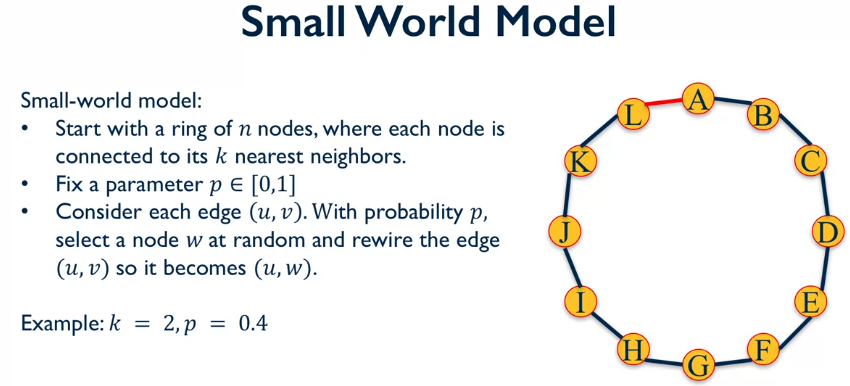 Small World Model
Small-world model:
• Start with a ring of 𝑛 nodes, where each node is
connected to its 𝑘 nearest neighbors.
• Fix a parameter 𝑝 ∈ [0,1]
• Consider each edge (𝑢, 𝑣). With probability 𝑝,
select a node 𝑤 at random and rewire the edge
(𝑢, 𝑣) so it becomes (𝑢, 𝑤).
Example: 𝑘 = 2, 𝑝 = 0.4
A
B
C
D
E
F
G
H
I
J
K
L